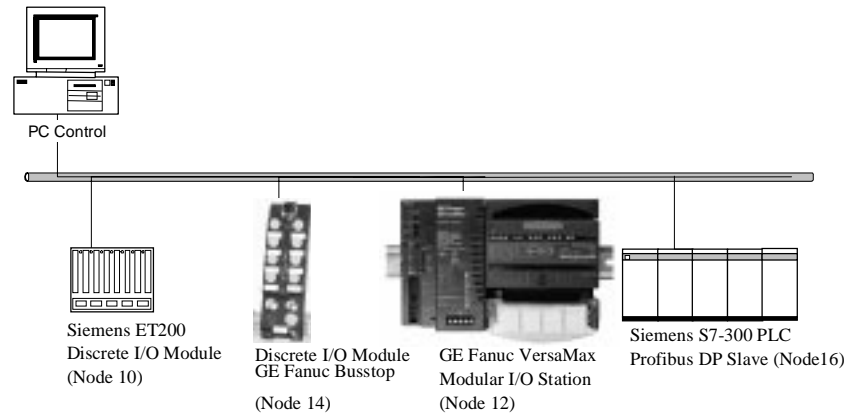 PC Control
Siemens ET200
Discrete I/O Module
(Node 10)
Discrete I/O Module
GE Fanuc Busstop
(Node 14)
GE Fanuc VersaMax
Modular I/O Station
(Node 12)
Siemens S7-300 PLC
Profibus DP Slave (Node16)